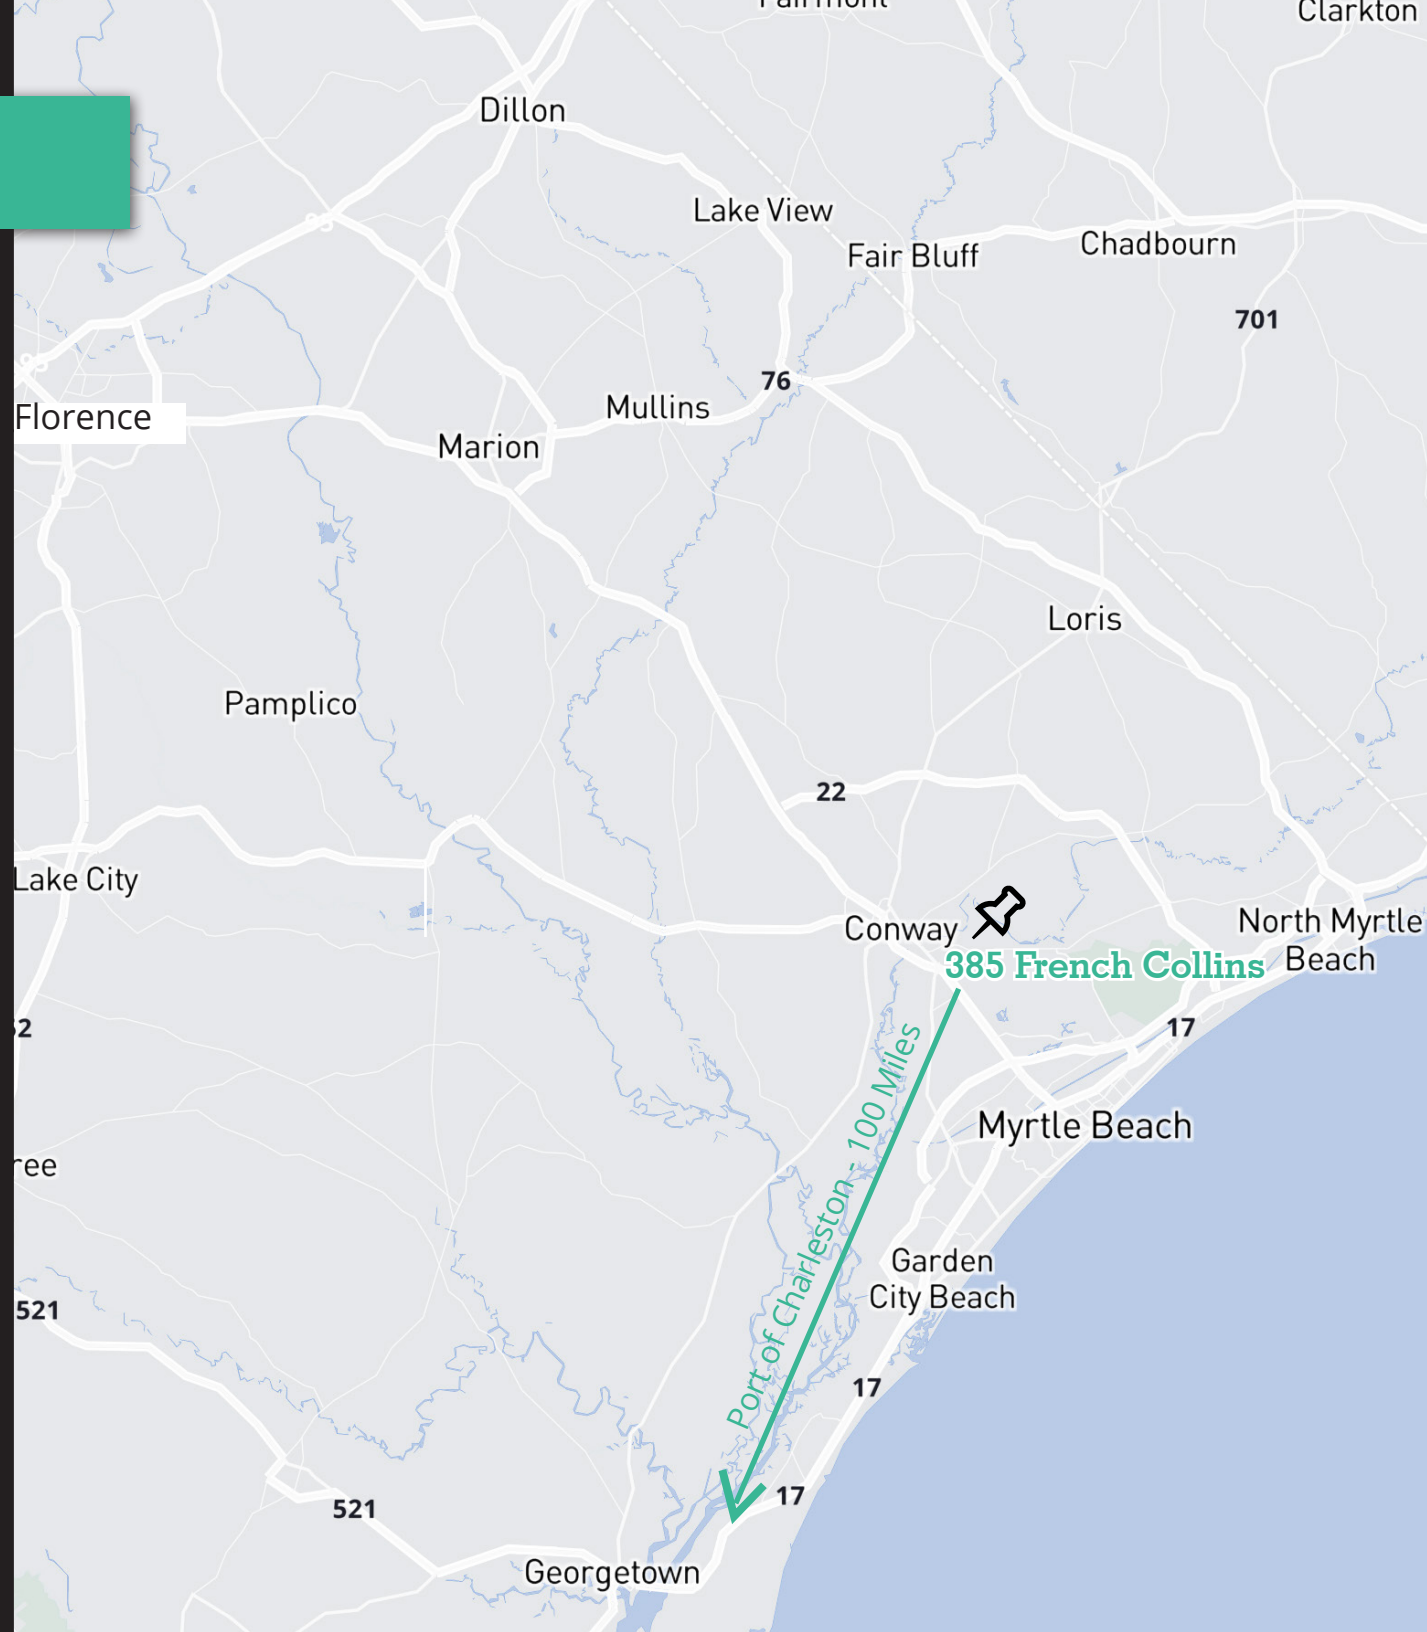 Clarkton
Dillon
Lake View
95
Fair Bluff
Chadbourn
701
95
76
Florence
Mullins
Marion
Loris
Pamplico
22
Lake City
Conway
North Myrtle
Beach
385 French Collins
17
Port of Charleston - 100 Miles
Myrtle Beach
Garden
City Beach
521
17
17
521
Georgetown